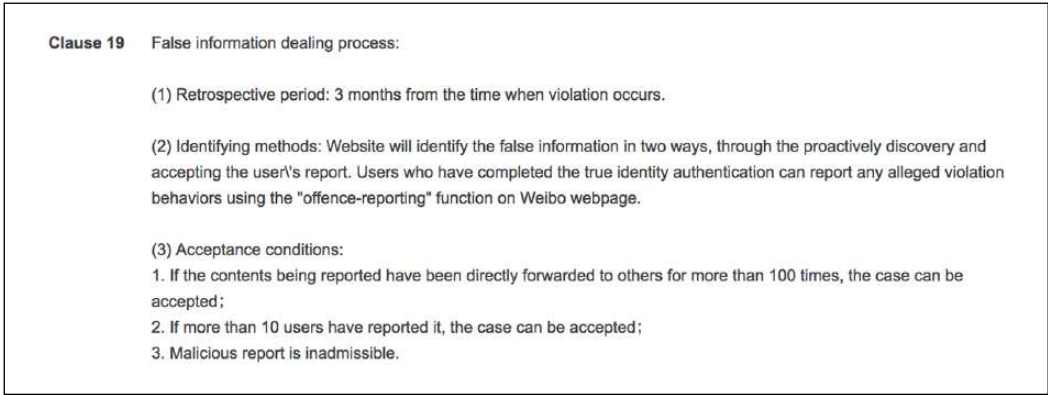 Clause 19 False information dealing process:
(1) Retrospective period: 3 months from the time when violation occurs.
(2) Identifying methods: Website will identify the false information in two ways, through the proactively discovery and
accepting the user\'s report. Users who have completed the true identity authentication can report any alleged violation
behaviors using the "offence-reporting" function on Weibo webpage.
(3) Acceptance conditions:
1. If the contents being reported have been directly forwarded to others for more than 100 times, the case can be
accepted;
2. If more than 10 users have reported it, the case can be accepted;
3. Malicious report is inadmissible.